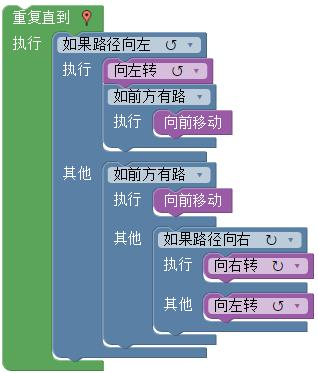 重复直到
执行 如果路径向左 ↺ ▼
执行 向左转 ↺ ▼
如前方有路 ▼
执行 向前移动
其他 如前方有路 ▼
执行 向前移动
其他 如果路径向右 ↻ ▼
执行 向右转 ↻ ▼
其他 向左转 ↺ ▼